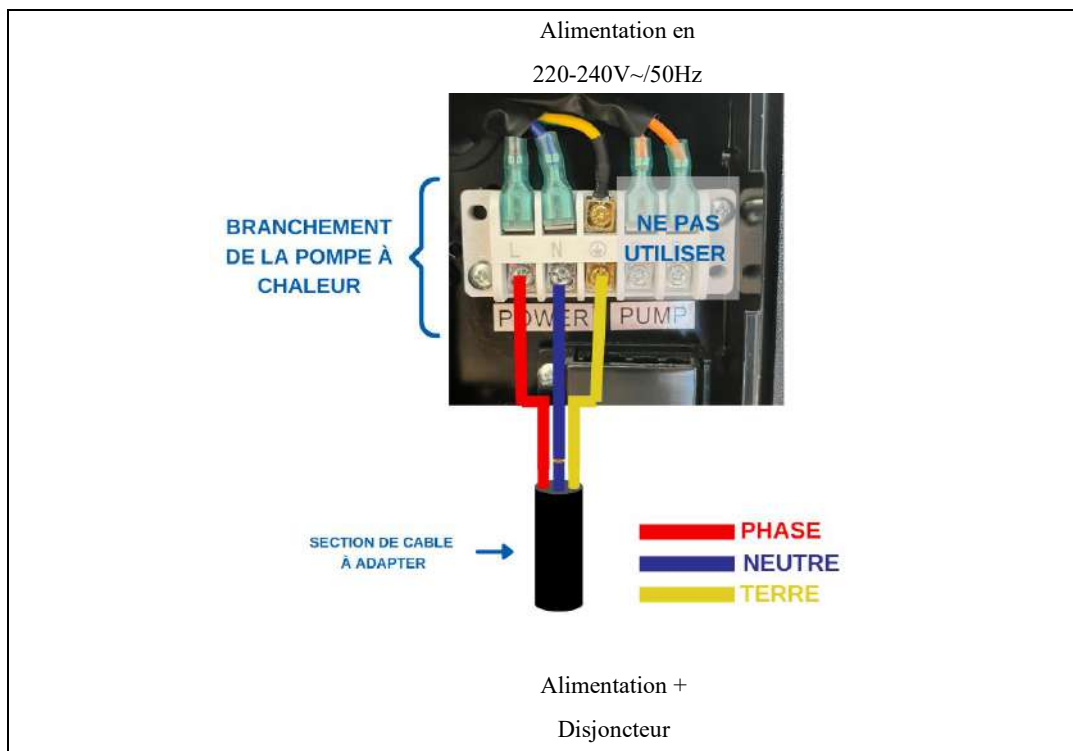 Alimentation en
220-240V~/50Hz
BRANCHEMENT
DE LA POMPE À
CHALEUR
NE PAS
UTILISER
L N
POWER PUMP
SECTION DE CABLE
À ADAPTER
PHASE
NEUTRE
TERRE
Alimentation +
Disjoncteur